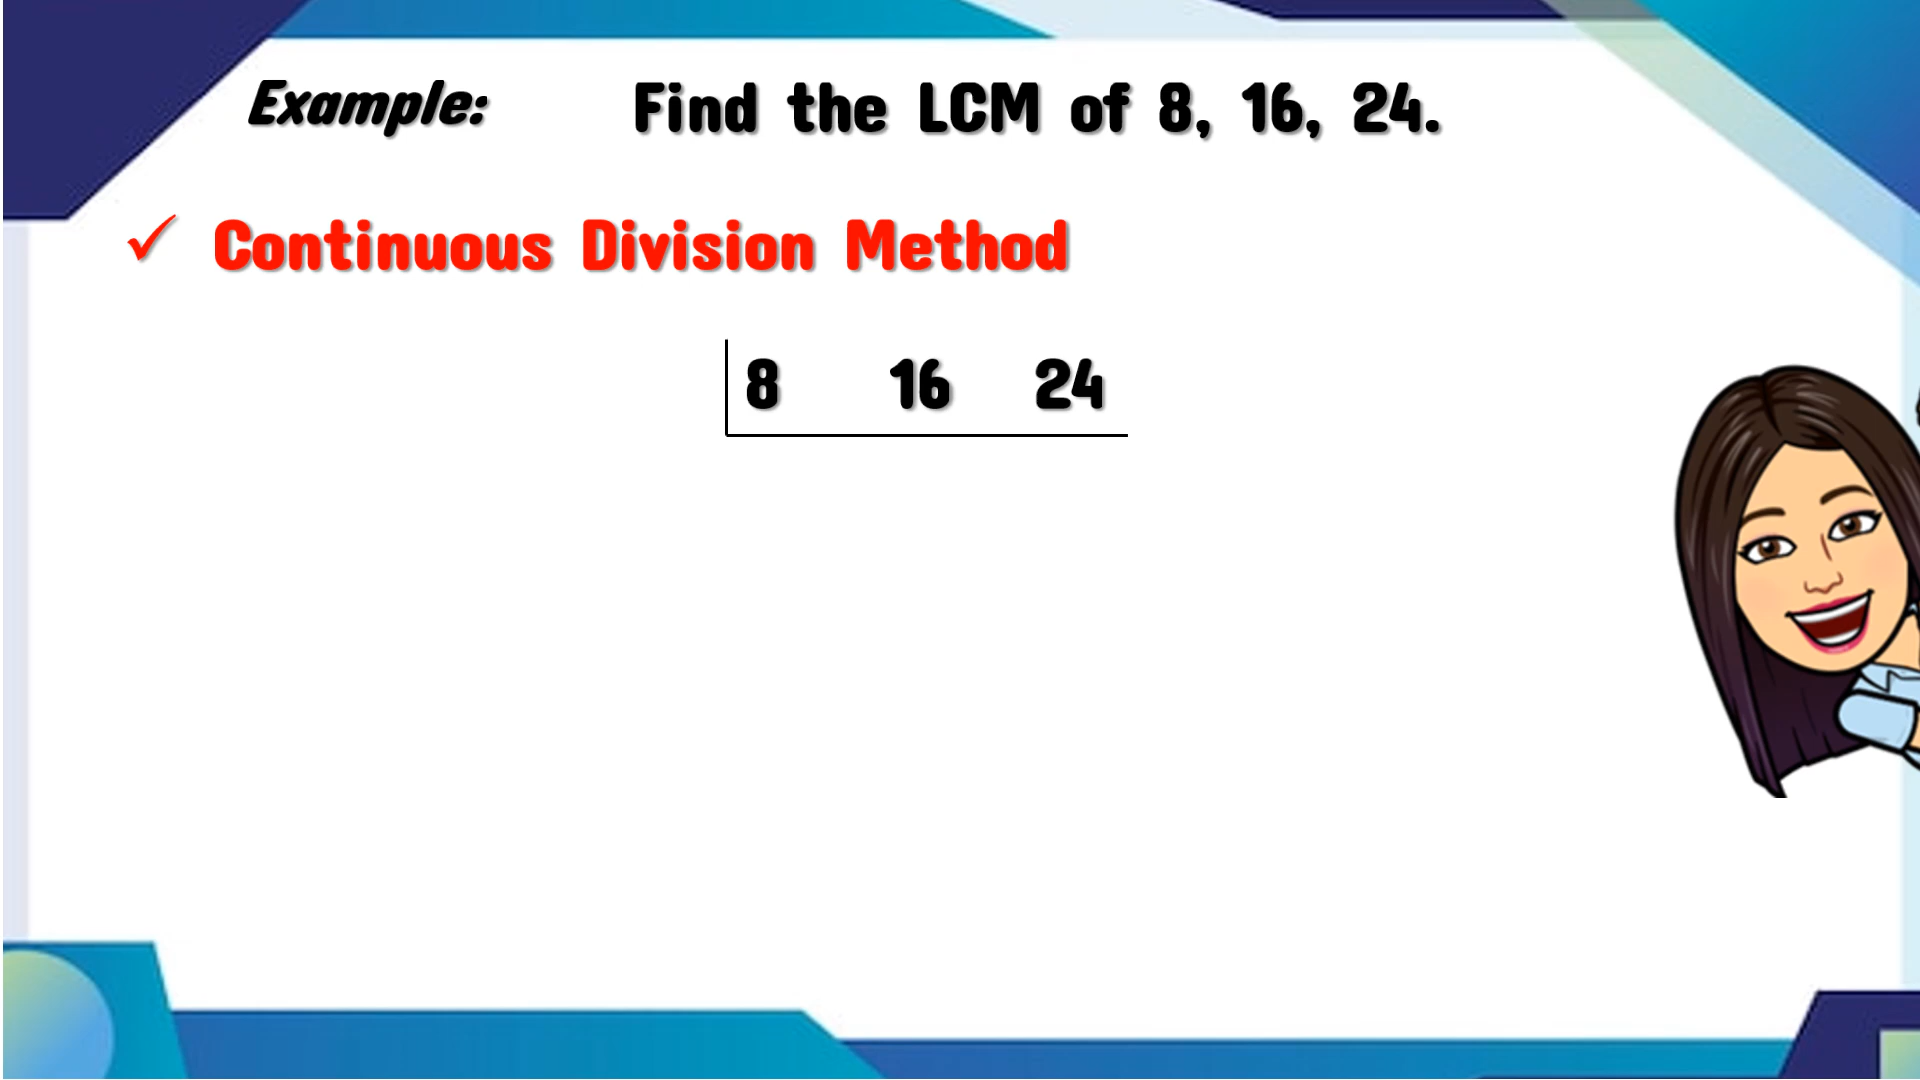 Example: Find the LCM of 8, 16, 24.
✓ Continuous Division Method
8 16 24